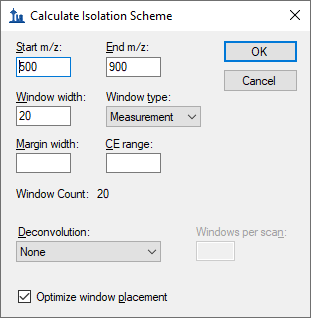 Calculate Isolation Scheme
Start m/z: End m/z:
500 900 OK
Cancel
Window width: Window type:
20 Measurement
Margin width: CE range:
Window Count: 20
Deconvolution: Windows per scan:
None
Optimize window placement